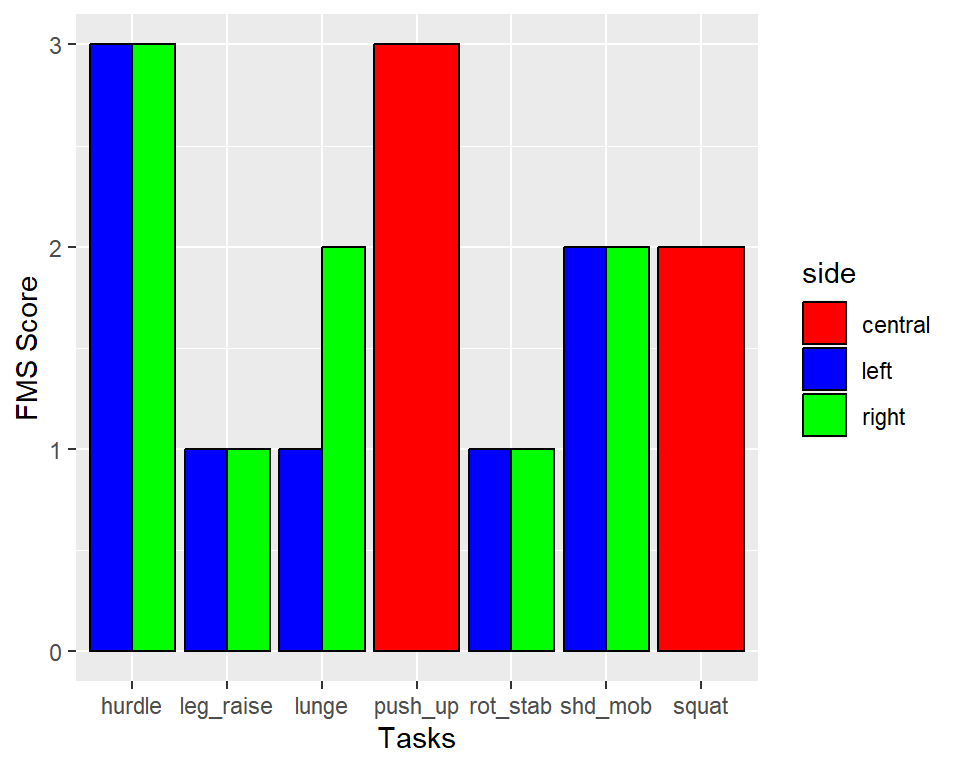 3
2
1
0
FMS Score
hurdle leg_raise lunge push_up rot_stab shd_mob squat
Tasks
side
central
left
right